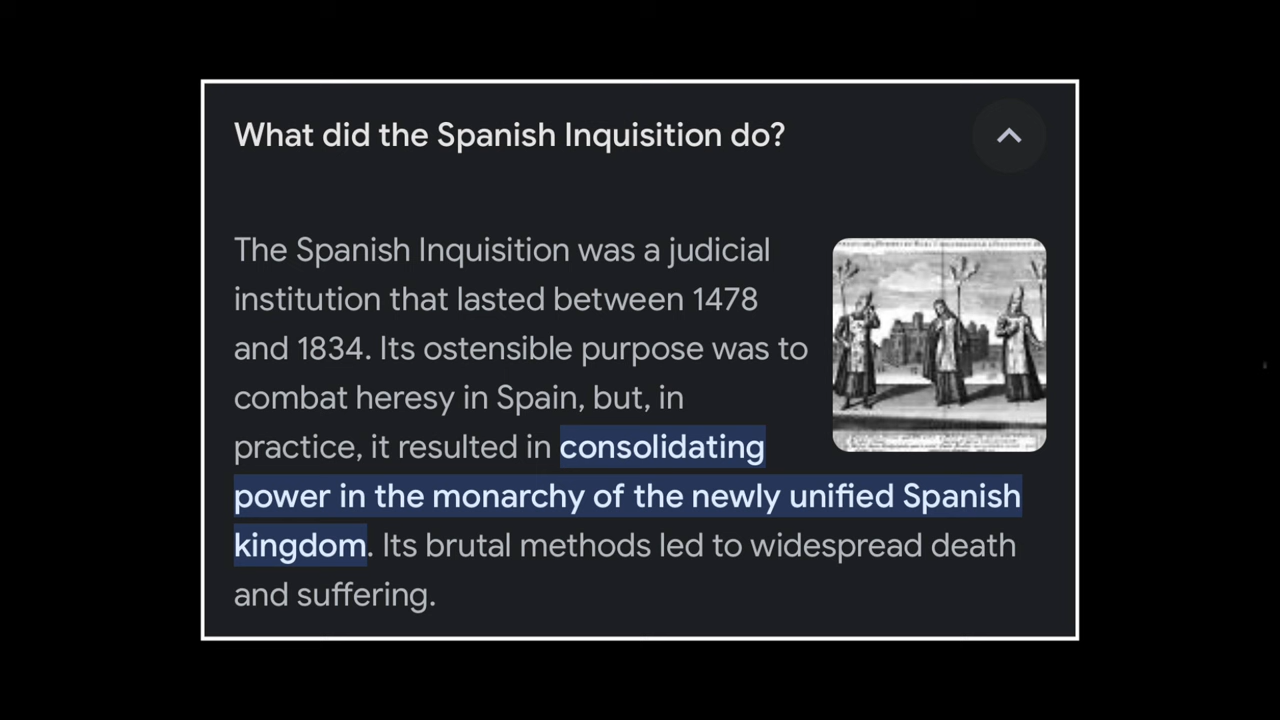 What did the Spanish Inquisition do?
The Spanish Inquisition was a judicial
institution that lasted between 1478
and 1834. Its ostensible purpose was to
combat heresy in Spain, but, in
practice, it resulted in consolidating
power in the monarchy of the newly unified Spanish
kingdom. Its brutal methods led to widespread death
and suffering.